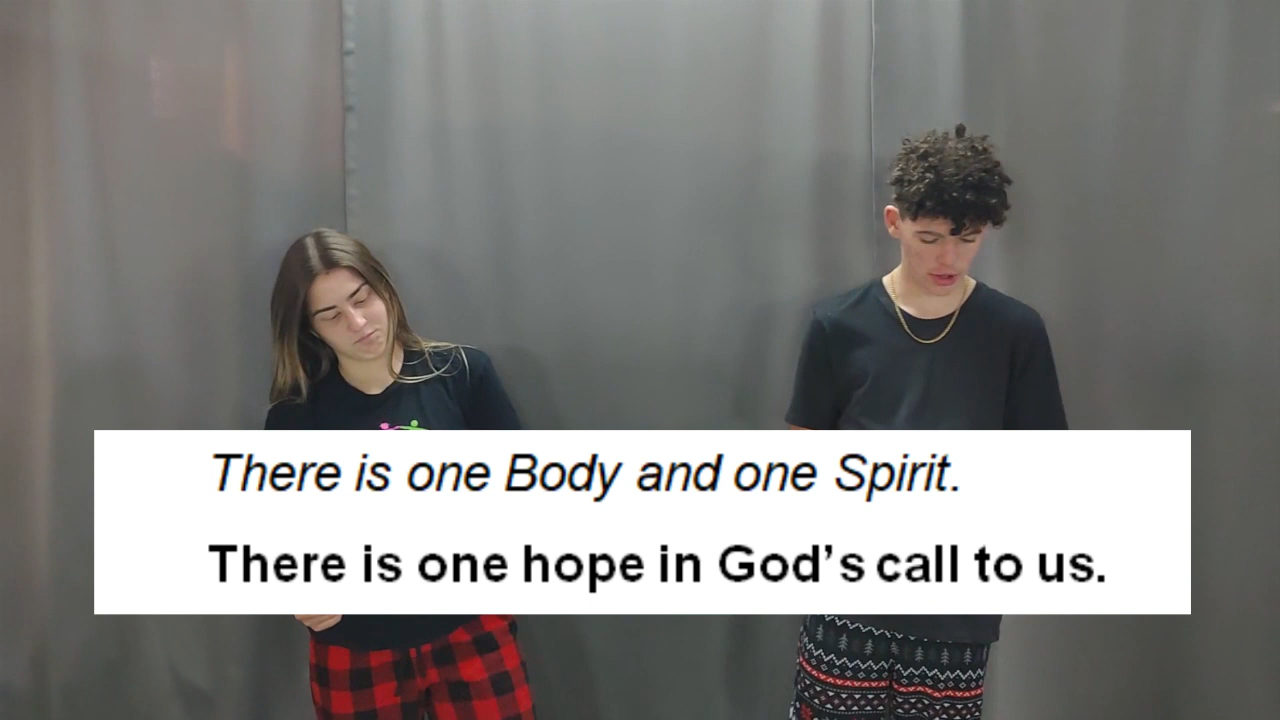 There is one Body and one Spirit.
There is one hope in God's call to us.